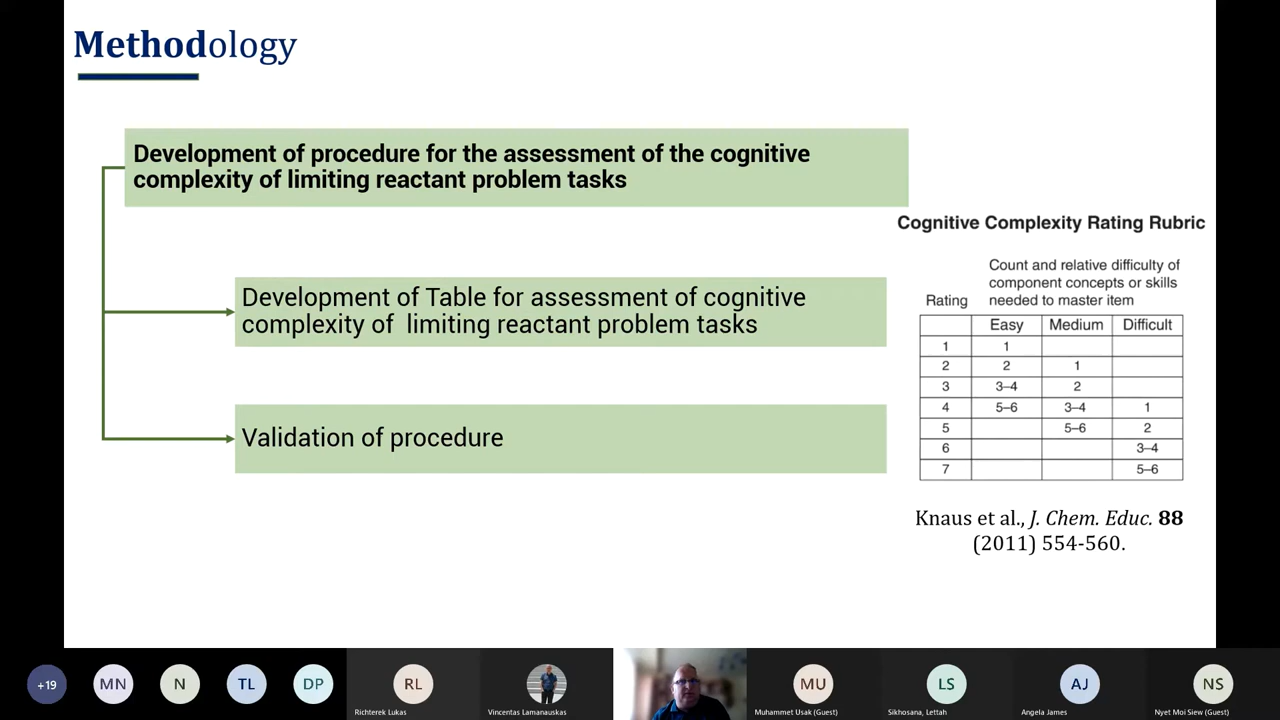 Methodology
Development of procedure for the assessment of the cognitive
complexity of limiting reactant problem tasks
Development of Table for assessment of cognitive
complexity of  limiting reactant problem tasks
Validation of procedure
Cognitive Complexity Rating Rubric
Count and relative difficulty of
component concepts or skills
Rating needed to master item
Easy Medium Difficult
1 1
2 2 1
3 3–4 2
4 5–6 3–4 1
5 5–6 2
6 3–4
7 5–6
Knaus et al., J. Chem. Educ. 88
(2011) 554-560.
+19 MN N TL DP RL MU LS AJ NS
Richterek Lukas Vincentas Lamanauskas Muhammet Usak (Guest) Sikhosana, Lettah Angela James Nyet Moi Siew (Guest)